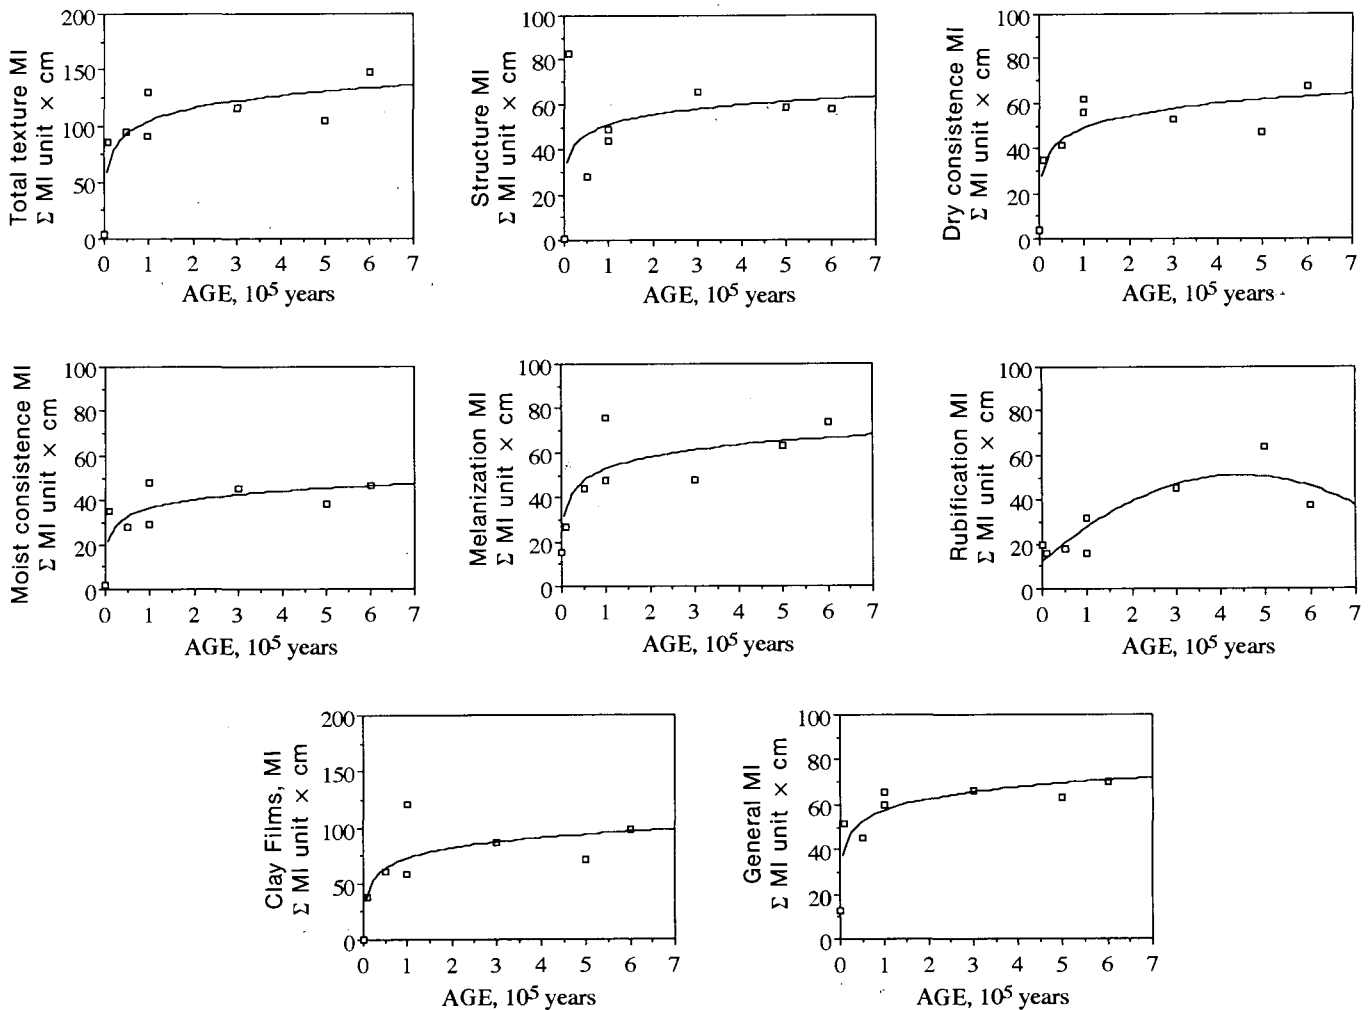 Total texture MI
Σ MI unit × cm
200
150
100
50
0
0 1 2 3 4 5 6 7
AGE, 10⁵ years
Structure MI
Σ MI unit × cm
100
80
60
40
20
0
0 1 2 3 4 5 6 7
AGE, 10⁵ years
Dry consistence MI
Σ MI unit × cm
100
80
60
40
20
0
0 1 2 3 4 5 6 7
AGE, 10⁵ years
Moist consistence MI
Σ MI unit × cm
100
80
60
40
20
0
0 1 2 3 4 5 6 7
AGE, 10⁵ years
Melanization MI
Σ MI unit × cm
100
80
60
40
20
0
0 1 2 3 4 5 6 7
AGE, 10⁵ years
Rubification MI
Σ MI unit × cm
100
80
60
40
20
0
0 1 2 3 4 5 6 7
AGE, 10⁵ years
Clay Films, MI
Σ MI unit × cm
200
150
100
50
0
0 1 2 3 4 5 6 7
AGE, 10⁵ years
General MI
Σ MI unit × cm
100
80
60
40
20
0
0 1 2 3 4 5 6 7
AGE, 10⁵ years